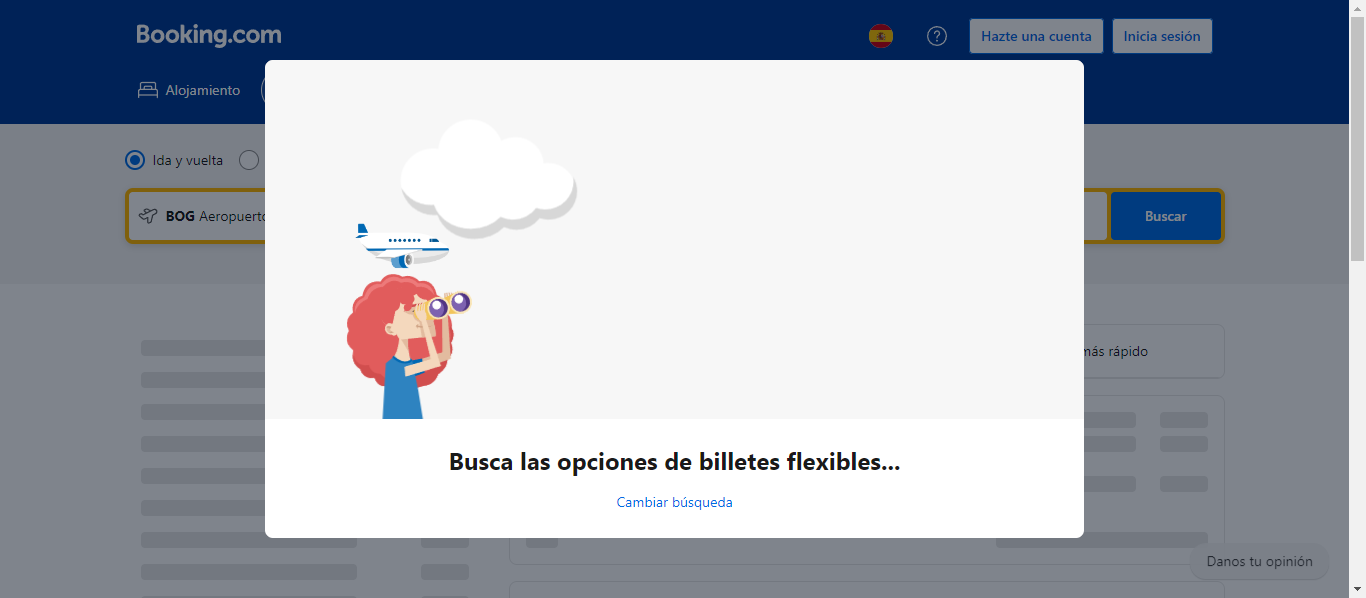 Booking.com
Hazte una cuenta
Inicia sesión
Alojamiento
Ida y vuelta
BOG Aeropuerto
Buscar
más rápido
Busca las opciones de billetes flexibles...
Cambiar búsqueda
Danos tu opinión